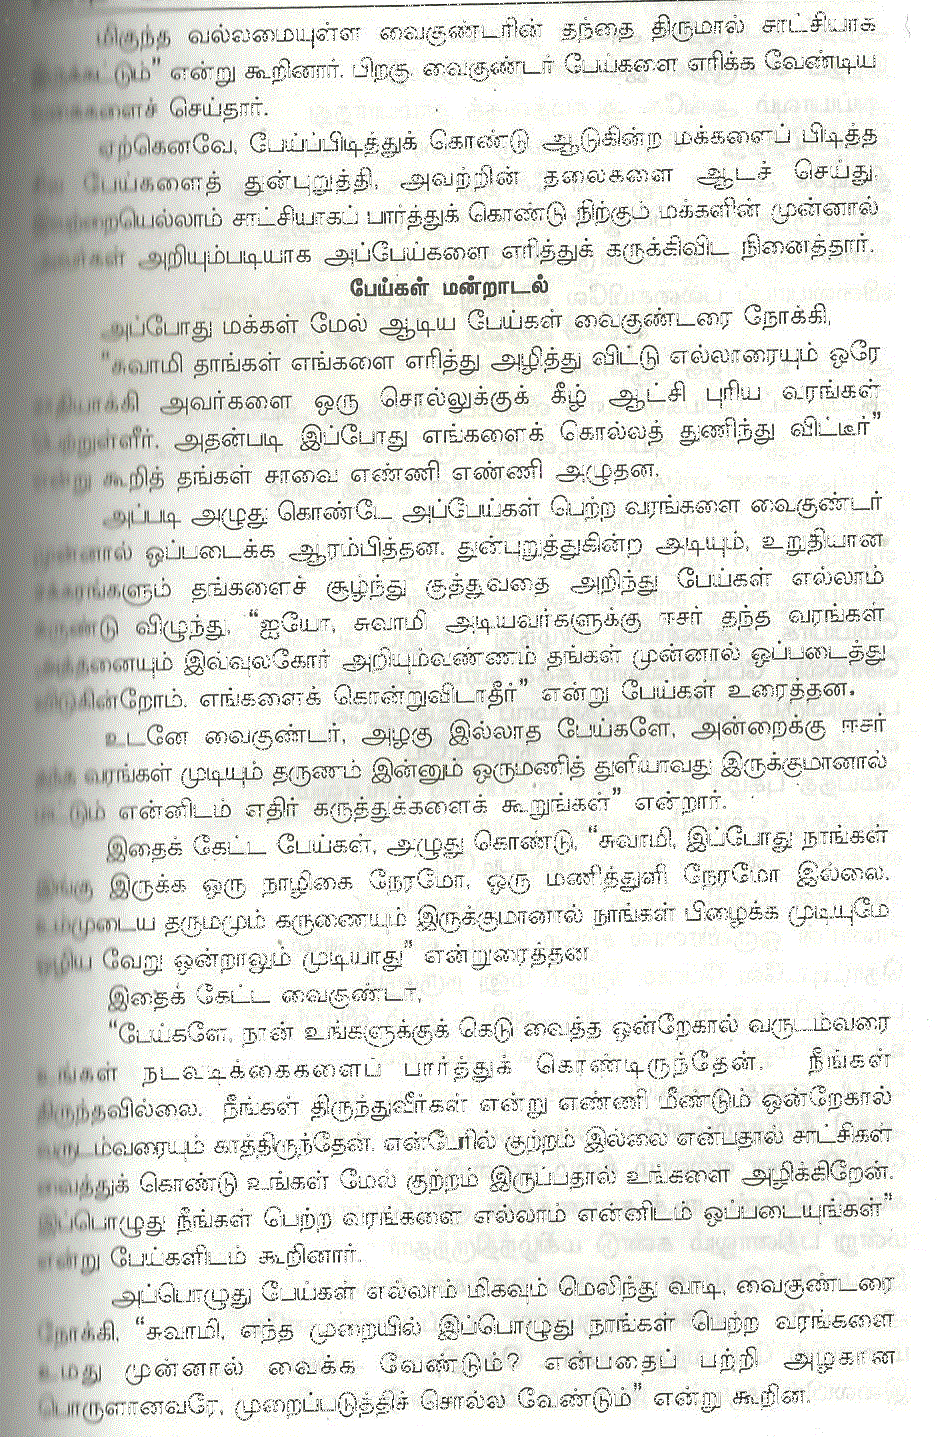 மிகுந்த வல்லமையுள்ள வைகுண்டரின் தந்தை திருமால் சாட்சியாக
இருக்கட்டும்” என்று கூறினார். பிறகு வைகுண்டர் பேய்களை எரிக்க வேண்டிய
செய்தார்.
ஏற்கெனவே, பேய்ப்பிடித்துக் கொண்டு ஆடுகின்ற மக்களைப் பிடித்த
பேய்களைத் துன்புறுத்தி, அவற்றின் தலைகளை ஆடச் செய்து,
இவற்றையெல்லாம் சாட்சியாகப் பார்த்துக் கொண்டு நிற்கும் மக்களின் முன்னால்
அவர்கள் அறியும்படியாக அப்பேய்களை எரித்துக் கருக்கிவிட நினைத்தார்.
பேய்கள் மன்றாடல்
அப்போது மக்கள் மேல் ஆடிய பேய்கள் வைகுண்டரை நோக்கி,
“சுவாமி தாங்கள் எங்களை எரித்து அழித்து விட்டு எல்லாரையும் ஒரே
அவர்களை ஒரு சொல்லுக்குக் கீழ் ஆட்சி புரிய வரங்கள்
பெற்றுள்ளீர். அதன்படி இப்போது எங்களைக் கொல்லத் துணிந்து விட்டீர்”
என்று கூறித் தங்கள் சாவை எண்ணி எண்ணி அழுதன.
அப்படி அழுது கொண்டே அப்பேய்கள் பெற்ற வரங்களை வைகுண்டர்
முன்னால் ஒப்படைக்க ஆரம்பித்தன. துன்புறுத்துகின்ற அடியும், உறுதியான
சக்கரங்களும் தங்களைச் சூழ்ந்து குத்துவதை அறிந்து பேய்கள் எல்லாம்
சுருண்டு விழுந்து, “ஐயோ, சுவாமி அடியவர்களுக்கு ஈசர் தந்த வரங்கள்
அத்தனையும் இவ்வுலகோர் அறியும்வண்ணம் தங்கள் முன்னால் ஒப்படைத்து
விடுகின்றோம். எங்களைக் கொன்றுவிடாதீர்” என்று பேய்கள் உரைத்தன.
உடனே வைகுண்டர், அழகு இல்லாத பேய்களே, அன்றைக்கு ஈசர்
தந்த வரங்கள் முடியும் தருணம் இன்னும் ஒருமணித் துளியாவது இருக்குமானால்
மட்டும் என்னிடம் எதிர் கருத்துக்களைக் கூறுங்கள்” என்றார்.
இதைக் கேட்ட பேய்கள், அழுது கொண்டு, “சுவாமி, இப்போது நாங்கள்
இங்கு இருக்க ஒரு நாழிகை நேரமோ, ஒரு மணித்துளி நேரமோ இல்லை.
உம்முடைய தருமமும் கருணையும் இருக்குமானால் நாங்கள் பிழைக்க முடியுமே
ஒழிய வேறு ஒன்றாலும் முடியாது” என்றுரைத்தன
இதைக் கேட்ட வைகுண்டர்,
“பேய்களே, நான் உங்களுக்குக் கெடு வைத்த ஒன்றேகால் வருடம்வரை
உங்கள் நடவடிக்கைகளைப் பார்த்துக் கொண்டிருந்தேன். நீங்கள்
திருந்தவில்லை. நீங்கள் திருந்துவீர்கள் என்று எண்ணி மீண்டும் ஒன்றேகால்
வருடம்வரையும் காத்திருந்தேன். என்பேரில் குற்றம் இல்லை என்பதால் சாட்சிகள்
வைத்துக் கொண்டு உங்கள் மேல் குற்றம் இருப்பதால் உங்களை அழிக்கிறேன்.
இப்பொழுது நீங்கள் பெற்ற வரங்களை எல்லாம் என்னிடம் ஒப்படையுங்கள்”
என்று பேய்களிடம் கூறினார்.
அப்பொழுது பேய்கள் எல்லாம் மிகவும் மெலிந்து வாடி, வைகுண்டரை
நோக்கி, “சுவாமி, எந்த முறையில் இப்பொழுது நாங்கள் பெற்ற வரங்களை
உமது முன்னால் வைக்க வேண்டும்? என்பதைப் பற்றி அழகான
பொருளானவரே, முறைப்படுத்திச் சொல்ல வேண்டும்” என்று கூறின.